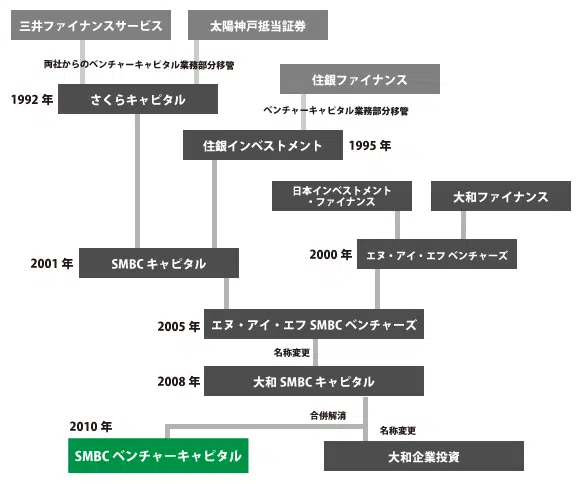 三井ファイナンスサービス
太陽神戸抵当証券
両社からのベンチャーキャピタル業務部分移管
住銀ファイナンス
1992 年
さくらキャピタル
ベンチャーキャピタル業務部分移管
住銀インベストメント
1995 年
日本インベストメント
・ファイナンス
大和ファイナンス
2001 年
SMBC キャピタル
2000 年
エヌ・アイ・エフ ベンチャーズ
2005 年
エヌ・アイ・エフ SMBC ベンチャーズ
名称変更
2008 年
大和 SMBC キャピタル
合併解消
2010 年
名称変更
SMBC ベンチャーキャピタル
大和企業投資